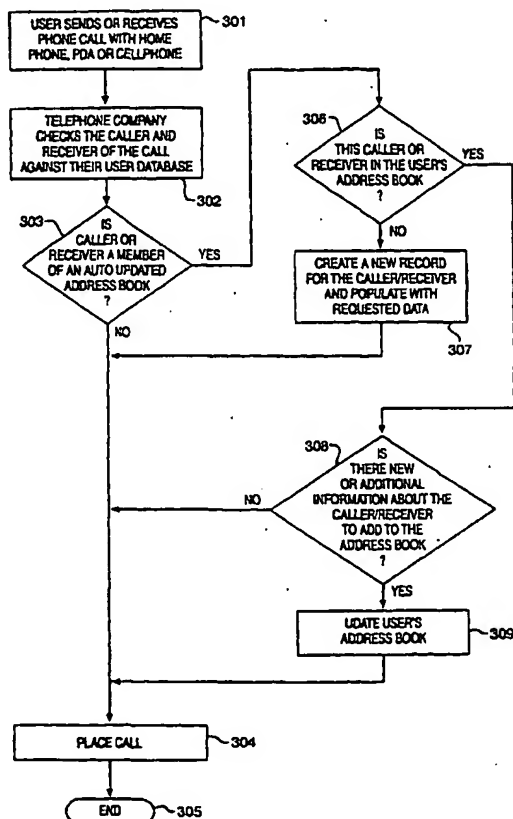 USER SENDS OR RECEIVES
PHONE CALL WITH HOME
PHONE, PDA OR CELLPHONE
301
TELEPHONE COMPANY
CHECKS THE CALLER AND
RECEIVER OF THE CALL
AGAINST THEIR USER DATABASE
302
303
IS
CALLER OR
RECEIVER A MEMBER
OF AN AUTO UPDATED
ADDRESS BOOK
?
YES
NO
306
IS
THIS CALLER OR
RECEIVER IN THE USER'S
ADDRESS BOOK
?
YES
NO
CREATE A NEW RECORD
FOR THE CALLER/RECEIVER
AND POPULATE WITH
REQUESTED DATA
307
308
IS
THERE NEW
OR ADDITIONAL
INFORMATION ABOUT THE
CALLER/RECEIVER
TO ADD TO THE
ADDRESS BOOK
?
NO
YES
UDATE USER'S
ADDRESS BOOK
309
PLACE CALL
304
END
305